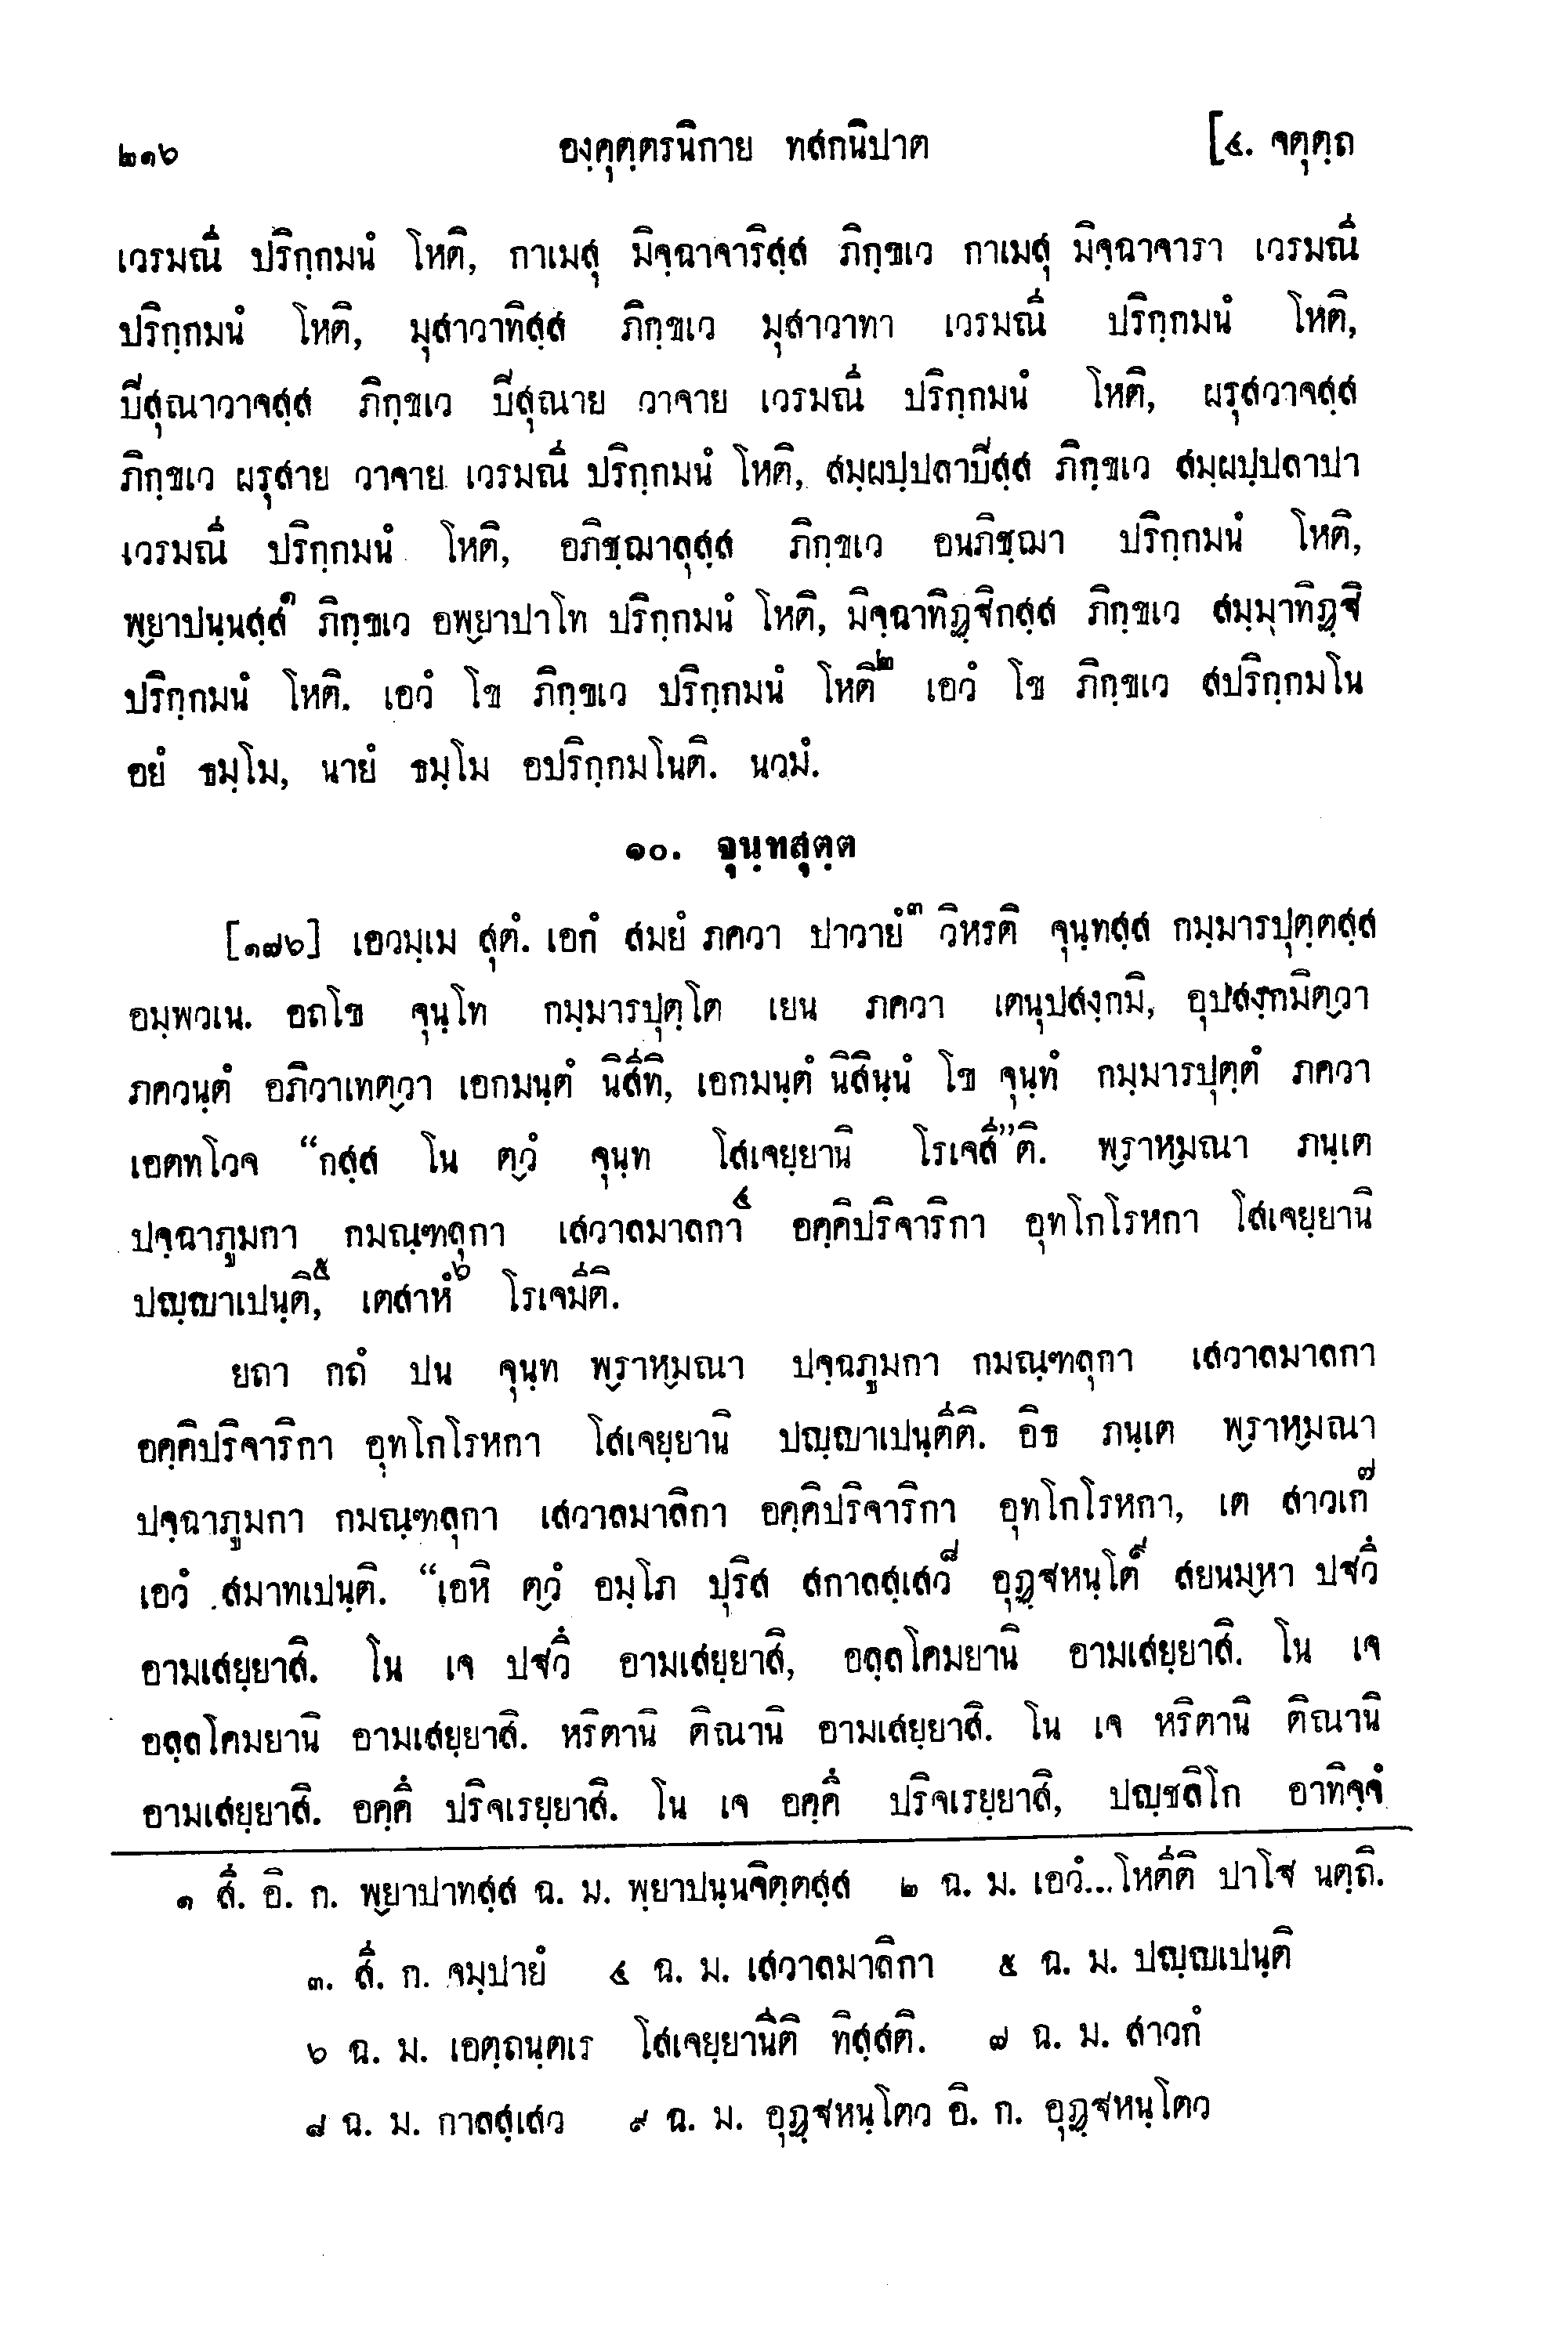 ๒๑๖ องฺคุตฺตรนิกาย ทสกนิปาต [๔. จตุตฺถ
เวรมณี ปริกฺกมนํ โหติ, กาเมสุ มิจฺฉาจาริสฺส ภิกฺขเว กาเมสุ มิจฺฉาจารา เวรมณี
ปริกฺกมนํ โหติ, มุสาวาทิสฺส ภิกฺขเว มุสาวาทา เวรมณี ปริกฺกมนํ โหติ,
ปิสุณาวาจสฺส ภิกฺขเว ปิสุณาย วาจาย เวรมณี ปริกฺกมนํ โหติ, ผรุสวาจสฺส
ภิกฺขเว ผรุสาย วาจาย เวรมณี ปริกฺกมนํ โหติ, สมฺผปฺปลาปิสฺส ภิกฺขเว สมฺผปฺปลาปา
เวรมณี ปริกฺกมนํ โหติ, อภิชฺฌาลุสฺส ภิกฺขเว อนภิชฺฌา ปริกฺกมนํ โหติ,
พฺยาปนฺนสฺส๑ ภิกฺขเว อพฺยาปาโท ปริกฺกมนํ โหติ, มิจฺฉาทิฏฺฐิกสฺส ภิกฺขเว สมฺมาทิฏฺฐิ
ปริกฺกมนํ โหติ. เอวํ โข ภิกฺขเว ปริกฺกมนํ โหติ๒ เอวํ โข ภิกฺขเว สปริกฺกมโน
อยํ ธมฺโม, นายํ ธมฺโม อปริกฺกมโนติ. นวมํ.
๑๐. จุนฺทสุตฺต
[๑๗๖] เอวมฺเม สุตํ. เอกํ สมยํ ภควา ปาวายํ๓ วิหรติ จุนฺทสฺส กมฺมารปุตฺตสฺส
อมฺพวเน. อถโข จุนฺโท กมฺมารปุตฺโต เยน ภควา เตนุปสงฺกมิ, อุปสงฺกมิตฺวา
ภควนฺตํ อภิวาเทตฺวา เอกมนฺตํ นิสีทิ, เอกมนฺตํ นิสินฺนํ โข จุนฺทํ กมฺมารปุตฺตํ ภควา
เอตทโวจ “กสฺส โน ตฺวํ จุนฺท โสเจยฺยานิ โรเจสี”ติ. พฺราหฺมณา ภนฺเต
ปจฺฉาภูมกา กมณฺฑลุกา เสวาลมาลกา๔ อคฺคิปริจาริกา อุทโกโรหกา โสเจยฺยานิ
ปญฺญาเปนฺติ,๕ เตสาหํ๖ โรเจมีติ.
ยถา กถํ ปน จุนฺท พฺราหฺมณา ปจฺฉภูมกา กมณฺฑลุกา เสวาลมาลกา
อคฺคิปริจาริกา อุทโกโรหกา โสเจยฺยานิ ปญฺญาเปนฺตีติ. อิธ ภนฺเต พฺราหฺมณา
ปจฺฉาภูมกา กมณฺฑลุกา เสวาลมาลิกา อคฺคิปริจาริกา อุทโกโรหกา, เต สาวเก๗
เอวํ สมาทเปนฺติ. “เอหิ ตฺวํ อมฺโภ ปุริส สกาลสฺเสว๘ อุฏฺฐหนฺโต๙ สยนมฺหา ปฐวึ
อามเสยฺยาสิ. โน เจ ปฐวึ อามเสยฺยาสิ, อลฺลโคมยานิ อามเสยฺยาสิ. โน เจ
อลฺลโคมยานิ อามเสยฺยาสิ. หริตานิ ติณานิ อามเสยฺยาสิ. โน เจ หริตานิ ติณานิ
อามเสยฺยาสิ. อคฺคึ ปริจเรยฺยาสิ. โน เจ อคฺคึ ปริจเรยฺยาสิ, ปญฺชลิโก อาทิจฺจํ
๑ สี. อิ. ก. พฺยาปาทสฺส ฉ. ม. พฺยาปนฺนจิตฺตสฺส ๒ ฉ. ม. เอวํ...โหตีติ ปาโฐ นตฺถิ.
๓. สี. ก. จมฺปายํ ๔ ฉ. ม. เสวาลมาลิกา ๕ ฉ. ม. ปญฺญเปนฺติ
๖ ฉ. ม. เอตฺถนฺตเร โสเจยฺยานีติ ทิสฺสติ. ๗ ฉ. ม. สาวกํ
๘ ฉ. ม. กาลสฺเสว ๙ ฉ. ม. อุฏฺฐหนฺโตว อิ. ก. อุฏฺฐหนฺโตว